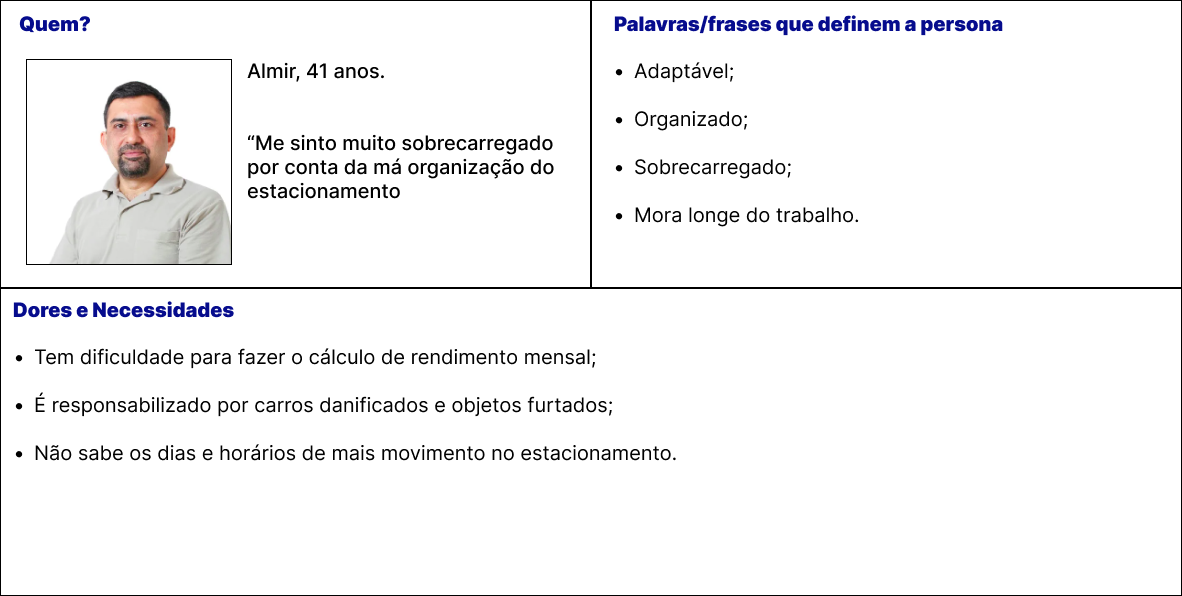 Quem?
Almir, 41 anos.
“Me sinto muito sobrecarregado
por conta da má organização do
estacionamento
Palavras/frases que definem a persona
• Adaptável;
• Organizado;
• Sobrecarregado;
• Mora longe do trabalho.
Dores e Necessidades
• Tem dificuldade para fazer o cálculo de rendimento mensal;
• É responsabilizado por carros danificados e objetos furtados;
• Não sabe os dias e horários de mais movimento no estacionamento.